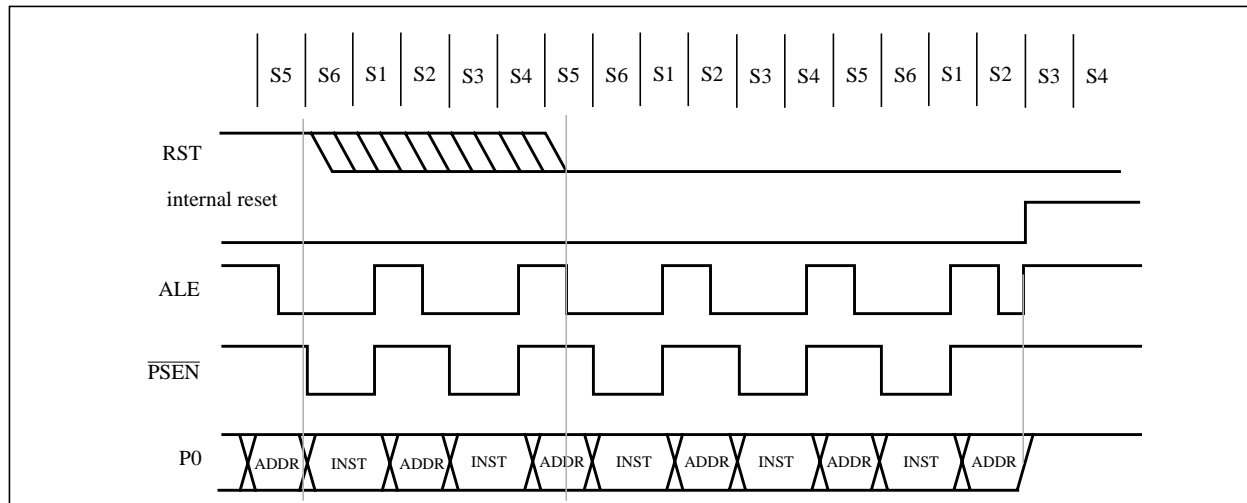 S5 S6 S1 S2 S3 S4 S5 S6 S1 S2 S3 S4 S5 S6 S1 S2 S3 S4
RST
internal reset
ALE
PSEN
P0 ADDR INST ADDR INST ADDR INST ADDR INST ADDR INST ADDR